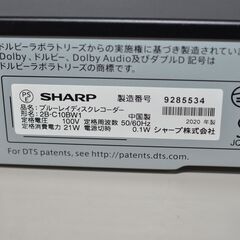 ドルビーラボラトリーズからの実施権に基づき製造されています。
Dolby、ドルビー、Dolby AudioおよびダブルD記号は
ドルビーラボラトリーズの商標です。
PSE
SHARP
製造番号 9285534
ブルーレイディスクレコーダー
形名 2B-C10BW1
中国製
2020 年製
定格電圧 100V 定格周波数 50/60Hz
定格消費電力 21W 電源切時 0.1W
シャープ株式会社
For DTS patents, see http://patents.dts.com.
JQA